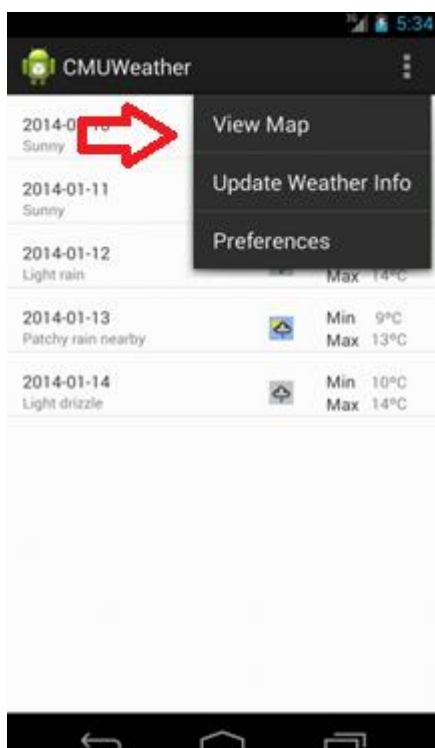 3G 5:34
CMUWeather
View Map
Update Weather Info
Preferences
Sunny
2014-01-11
Sunny
2014-01-12
Light rain
Max 14°C
2014-01-13
Patchy rain nearby
Min 9°C
Max 13°C
2014-01-14
Light drizzle
Min 10°C
Max 14°C